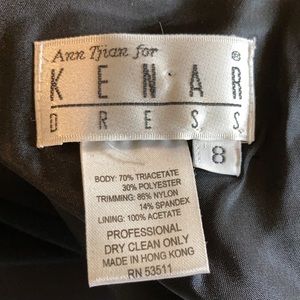 Ann Tjian for
KENAR®
DRESS
8
BODY: 70% TRIACETATE
30% POLYESTER
TRIMMING: 86% NYLON
14% SPANDEX
LINING: 100% ACETATE
PROFESSIONAL
DRY CLEAN ONLY
MADE IN HONG KONG
RN 53511